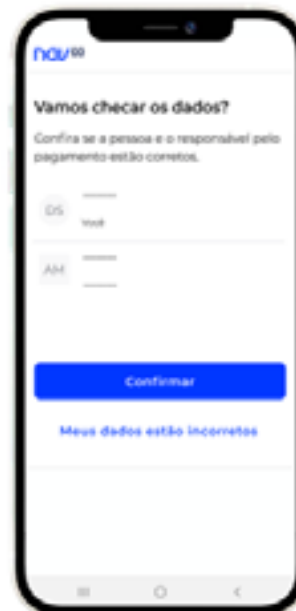 nav
Vamos checar os dados?
Confira se a pessoa e o responsável pelo
pagamento estão corretos.
DS
Você
AM
Confirmar
Meus dados estão incorretos